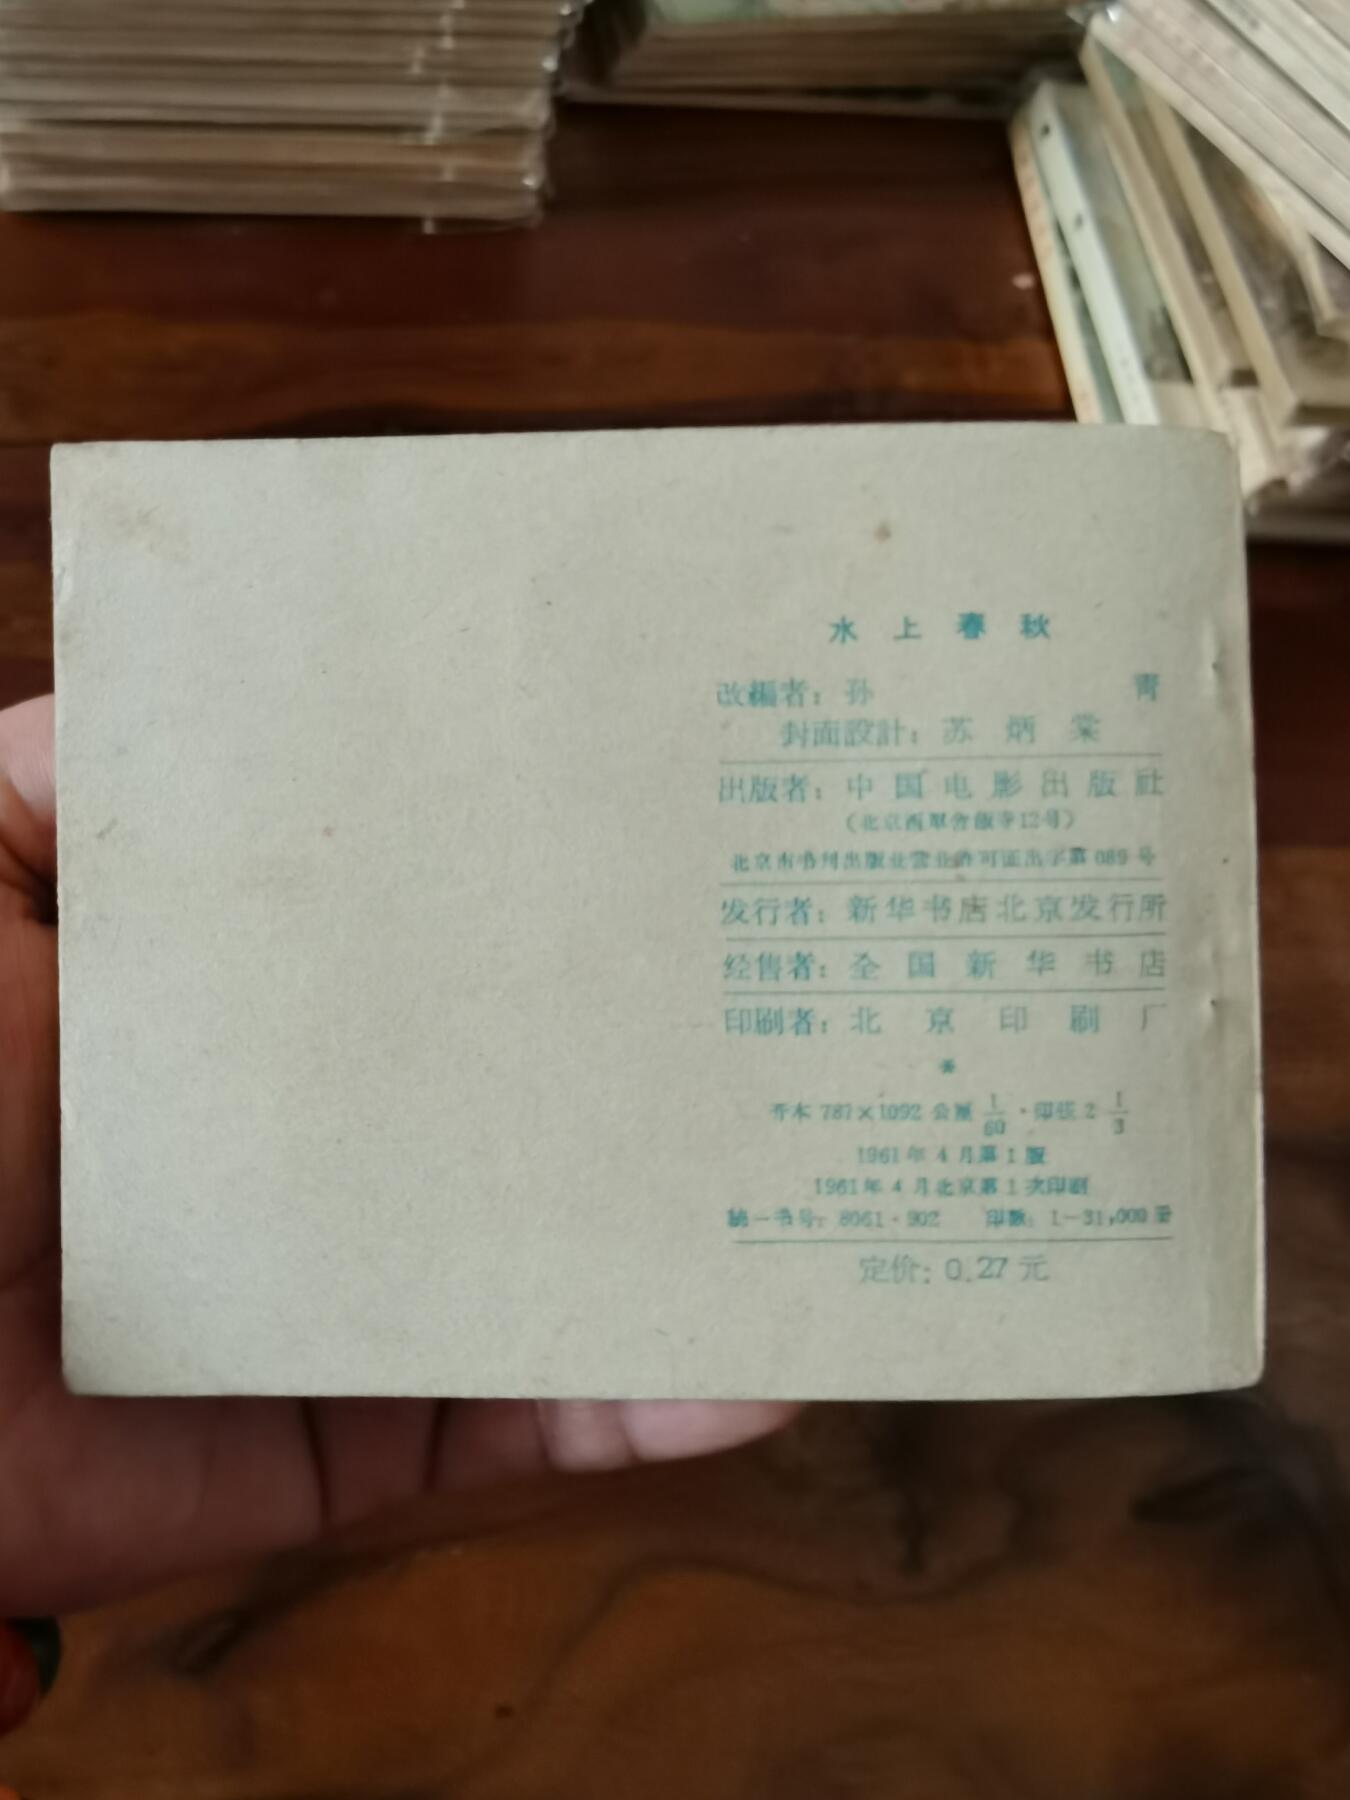 水上春秋
改編者：孙青
封面設計：苏炳棠
出版者：中国电影出版社
（北京西單舍飯寺12号）
北京市书刊出版业营业許可証出字第089号
发行者：新华书店北京发行所
经售者：全国新华书店
印刷者：北京印刷厂
开本 787×1092 公厘 1/60 · 印張 2 1/3
1961年4月第1版
1961年4月北京第1次印刷
統一书号：8061·902 印数：1—31,000册
定价：0.27元